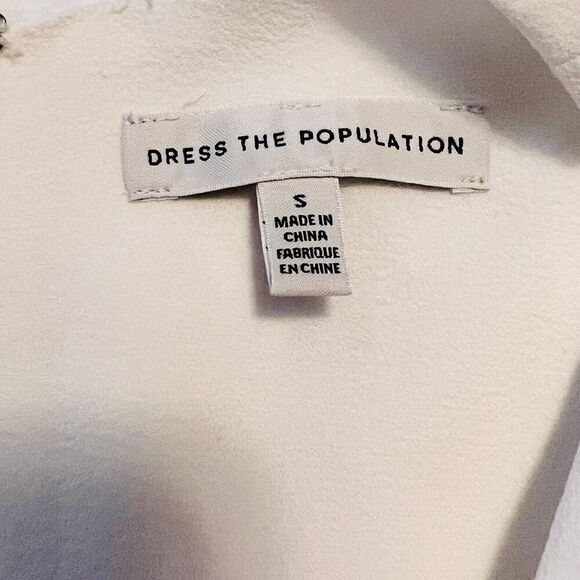 DRESS THE POPULATION
S
MADE IN
CHINA
FABRIQUE
EN CHINE